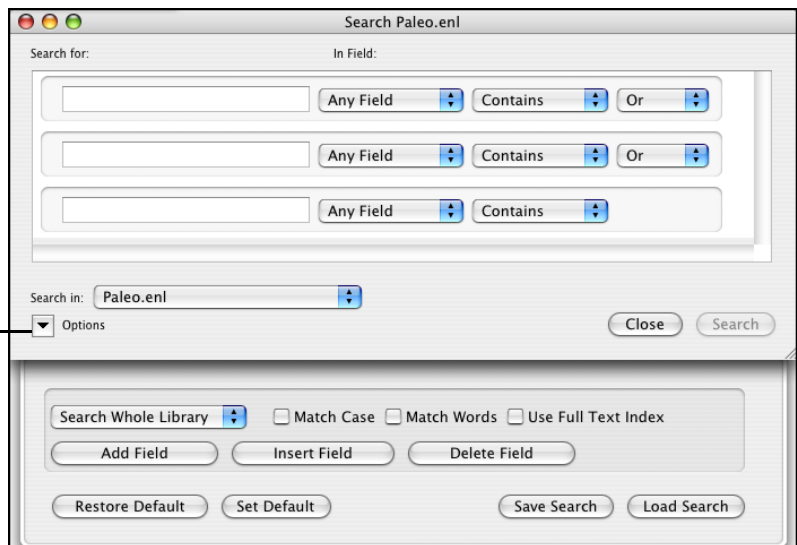 Search Paleo.enl
Search for: In Field:
Any Field Contains Or
Any Field Contains Or
Any Field Contains
Search in: Paleo.enl
Options Close Search
Search Whole Library Match Case Match Words Use Full Text Index
Add Field Insert Field Delete Field
Restore Default Set Default Save Search Load Search